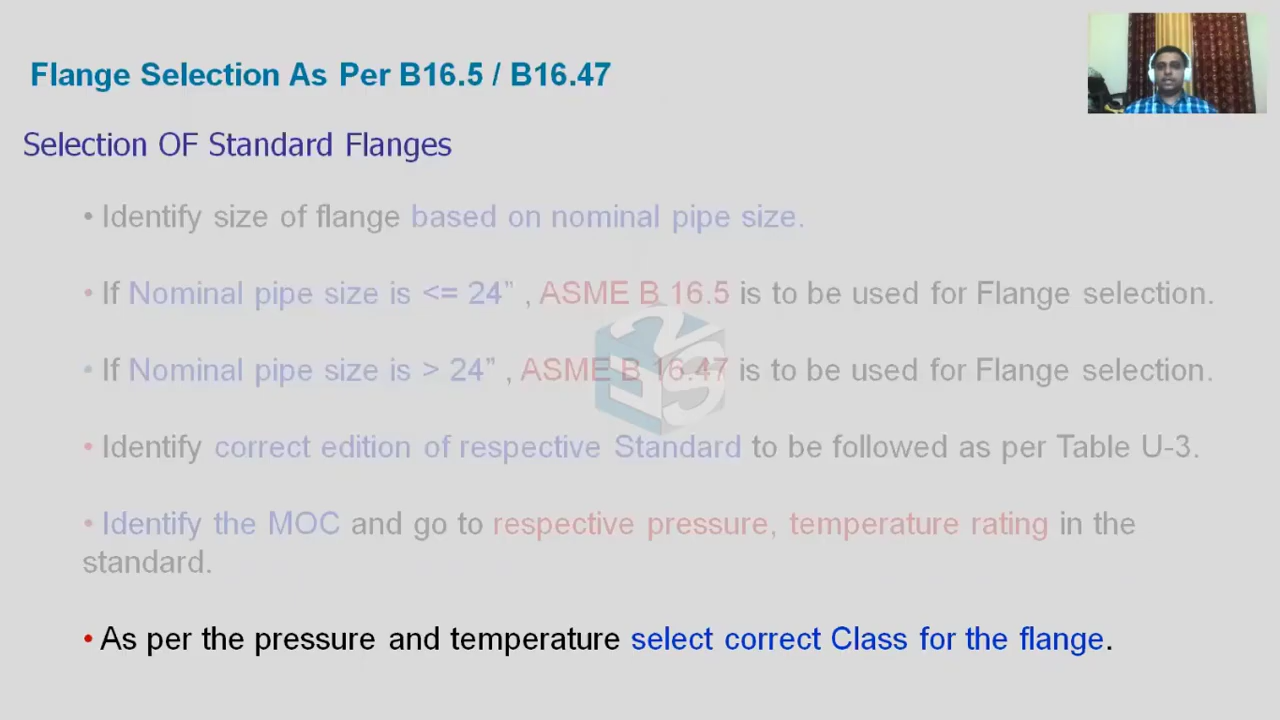 Flange Selection As Per B16.5 / B16.47
Selection OF Standard Flanges
• Identify size of flange based on nominal pipe size.
• If Nominal pipe size is <= 24” , ASME B 16.5 is to be used for Flange selection.
• If Nominal pipe size is > 24” , ASME B 16.47 is to be used for Flange selection.
• Identify correct edition of respective Standard to be followed as per Table U-3.
• Identify the MOC and go to respective pressure, temperature rating in the
standard.
• As per the pressure and temperature select correct Class for the flange.